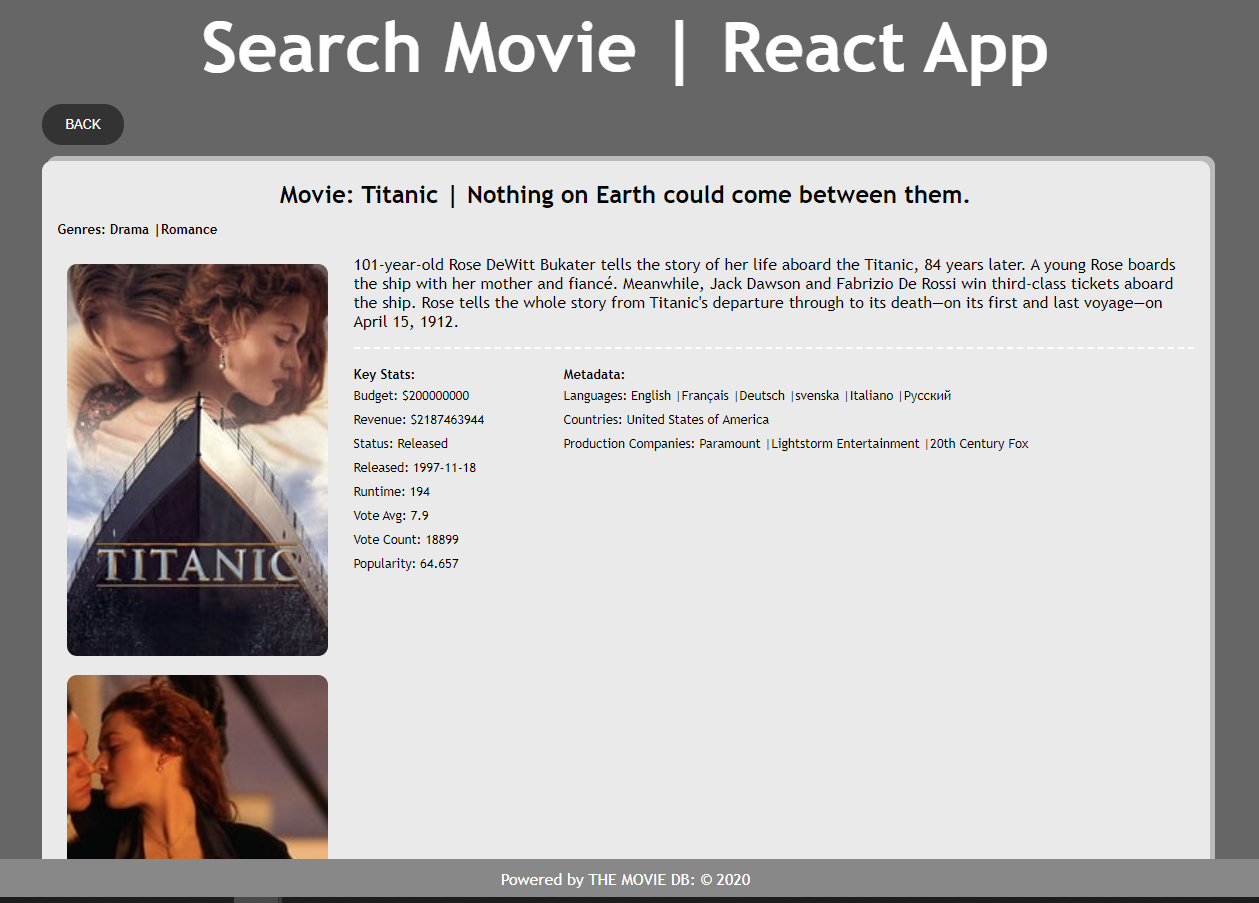 Search Movie | React App
BACK
Movie: Titanic | Nothing on Earth could come between them.
Genres: Drama |Romance
101-year-old Rose DeWitt Bukater tells the story of her life aboard the Titanic, 84 years later. A young Rose boards
the ship with her mother and fiancé. Meanwhile, Jack Dawson and Fabrizio De Rossi win third-class tickets aboard
the ship. Rose tells the whole story from Titanic's departure through to its death—on its first and last voyage—on
April 15, 1912.
Key Stats:
Budget: $200000000
Revenue: $2187463944
Status: Released
Released: 1997-11-18
Runtime: 194
Vote Avg: 7.9
Vote Count: 18899
Popularity: 64.657
Metadata:
Languages: English |Français |Deutsch |svenska |Italiano |Pусский
Countries: United States of America
Production Companies: Paramount |Lightstorm Entertainment |20th Century Fox
TITANIC
Powered by THE MOVIE DB: © 2020